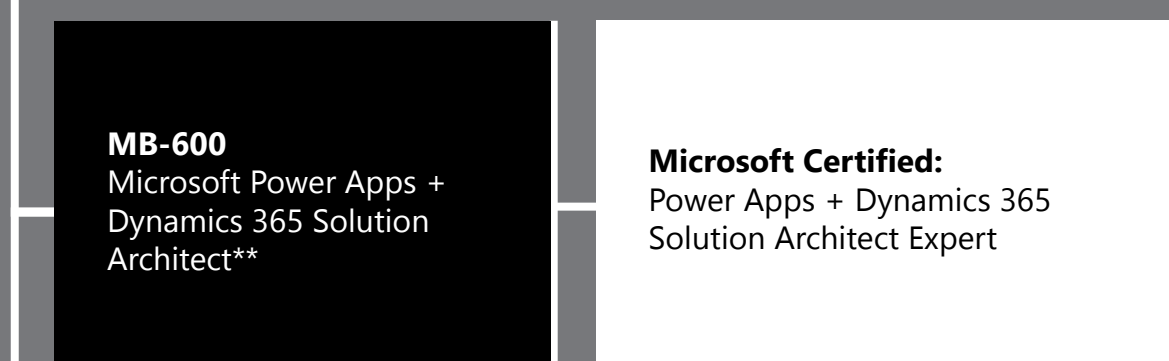 MB-600
Microsoft Power Apps +
Dynamics 365 Solution
Architect**
Microsoft Certified:
Power Apps + Dynamics 365
Solution Architect Expert